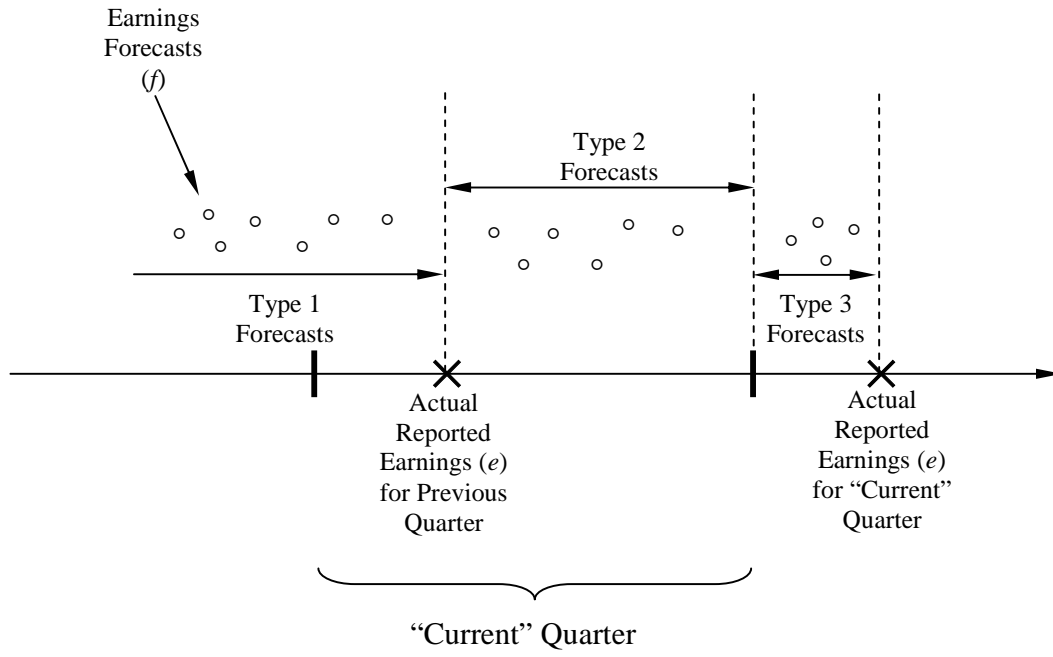 Earnings
Forecasts
(f)
Type 2
Forecasts
Type 1
Forecasts
Type 3
Forecasts
Actual
Reported
Earnings (e)
for Previous
Quarter
Actual
Reported
Earnings (e)
for “Current”
Quarter
“Current” Quarter